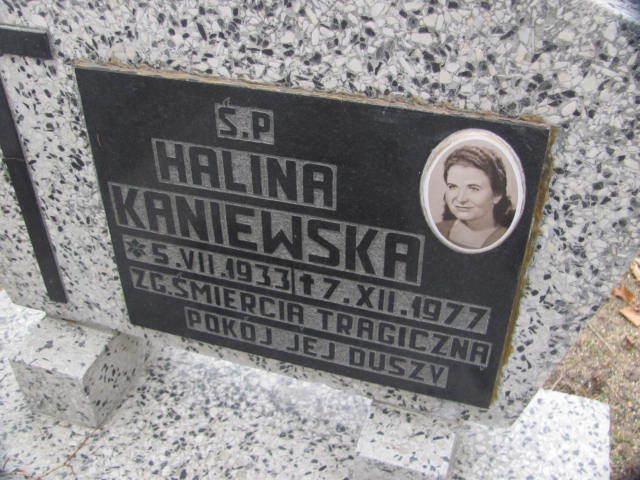 Ś.P
HALINA
KANIEWSKA
* 5.VII.1933 † 7.XII.1977
ZG. ŚMIERCIĄ TRAGICZNĄ
POKÓJ JEJ DUSZY